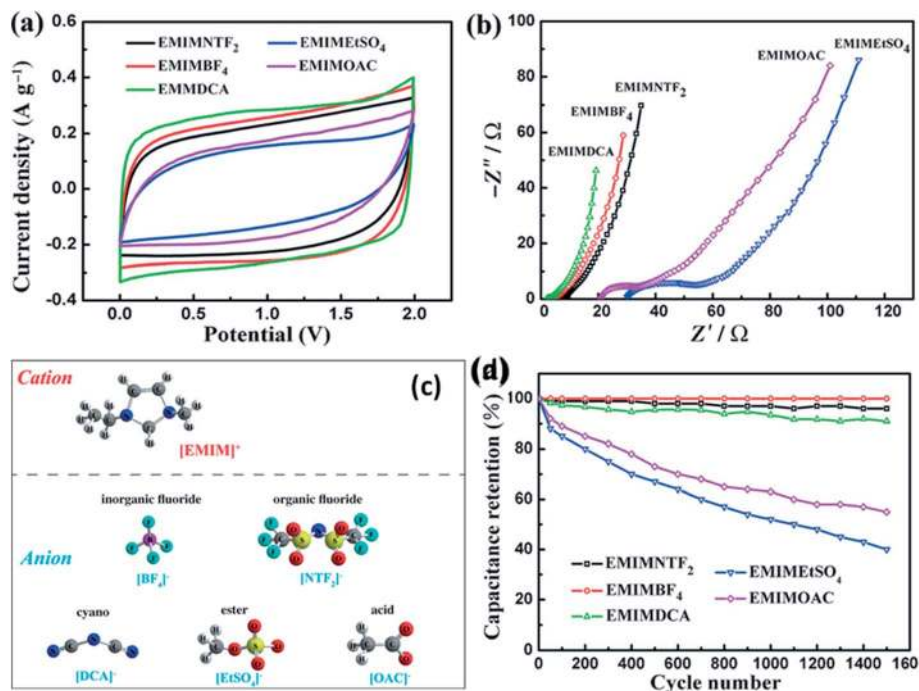 (a)
0.6
0.4
0.2
0.0
-0.2
-0.4
Current density (A g⁻¹)
EMIMNTF₂
EMIMBF₄
EMMDCA
EMIMEtSO₄
EMIMOAC
0.0 0.5 1.0 1.5 2.0
Potential (V)
(b)
100
80
60
40
20
0
−Z″ / Ω
EMIMDCA
EMIMBF₄
EMIMNTF₂
EMIMOAC
EMIMEtSO₄
0 20 40 60 80 100 120
Z′ / Ω
(c)
Cation
[EMIM]⁺
Anion
inorganic fluoride
organic fluoride
[BF₄]⁻
[NTF₂]⁻
cyano
ester
acid
[DCA]⁻
[EtSO₄]⁻
[OAC]⁻
(d)
100
80
60
40
20
0
Capacitance retention (%)
EMIMNTF₂
EMIMBF₄
EMIMDCA
EMIMEtSO₄
EMIMOAC
0 200 400 600 800 1000 1200 1400 160
Cycle number